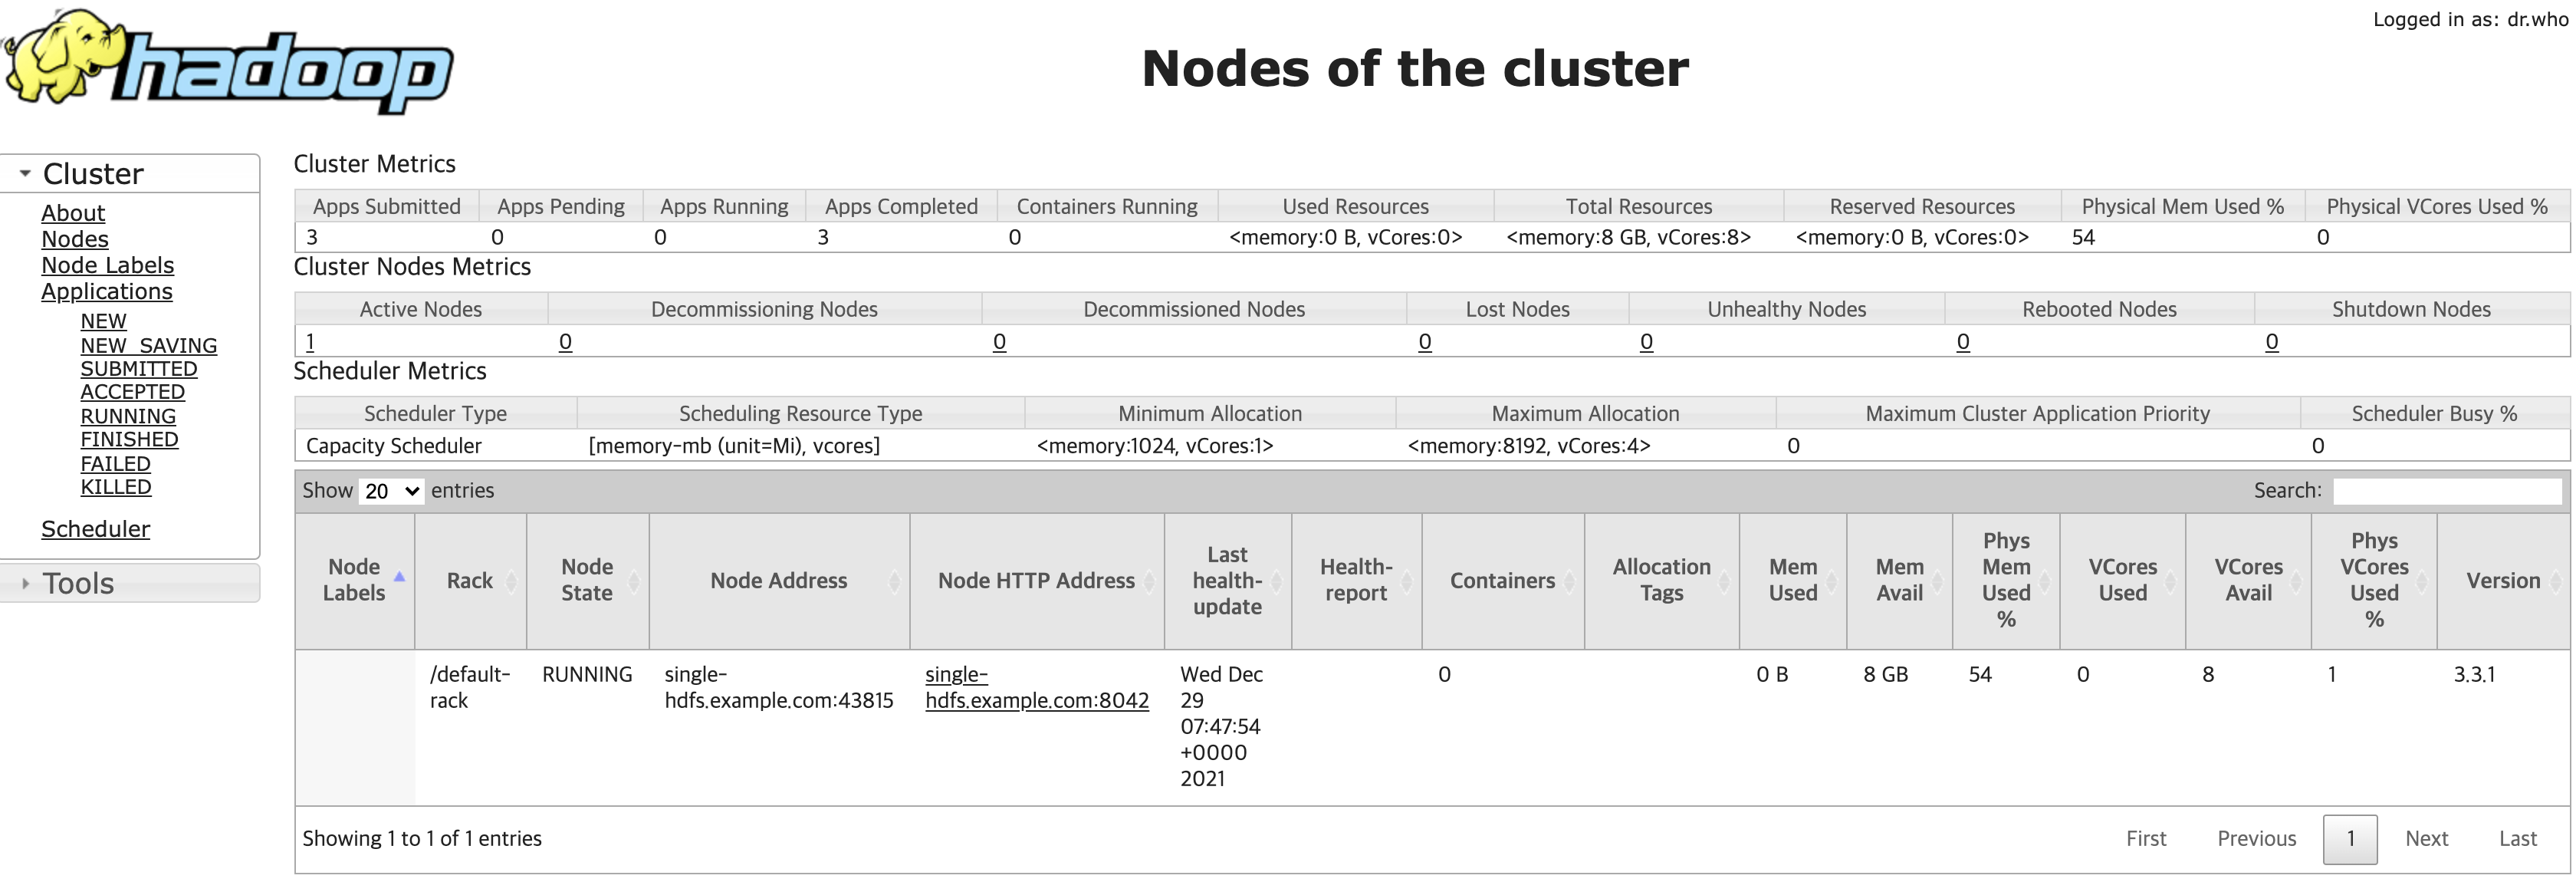 Logged in as: dr.who
hadoop
Nodes of the cluster
Cluster
About
Nodes
Node Labels
Applications
NEW
NEW_SAVING
SUBMITTED
ACCEPTED
RUNNING
FINISHED
FAILED
KILLED
Scheduler
Tools
Cluster Metrics
Apps Submitted Apps Pending Apps Running Apps Completed Containers Running Used Resources Total Resources Reserved Resources Physical Mem Used % Physical VCores Used %
3 0 0 3 0 <memory:0 B, vCores:0> <memory:8 GB, vCores:8> <memory:0 B, vCores:0> 54 0
Cluster Nodes Metrics
Active Nodes Decommissioning Nodes Decommissioned Nodes Lost Nodes Unhealthy Nodes Rebooted Nodes Shutdown Nodes
1 0 0 0 0 0 0
Scheduler Metrics
Scheduler Type Scheduling Resource Type Minimum Allocation Maximum Allocation Maximum Cluster Application Priority Scheduler Busy %
Capacity Scheduler [memory-mb (unit=Mi), vcores] <memory:1024, vCores:1> <memory:8192, vCores:4> 0 0
Show 20 entries Search:
Node Labels
Rack
Node State
Node Address
Node HTTP Address
Last health-update
Health-report
Containers
Allocation Tags
Mem Used
Mem Avail
Phys Mem Used %
VCores Used
VCores Avail
Phys VCores Used %
Version
/default-rack
RUNNING
single-hdfs.example.com:43815
single-hdfs.example.com:8042
Wed Dec 29 07:47:54 +0000 2021
0
0 B
8 GB
54
0
8
1
3.3.1
Showing 1 to 1 of 1 entries First Previous 1 Next Last